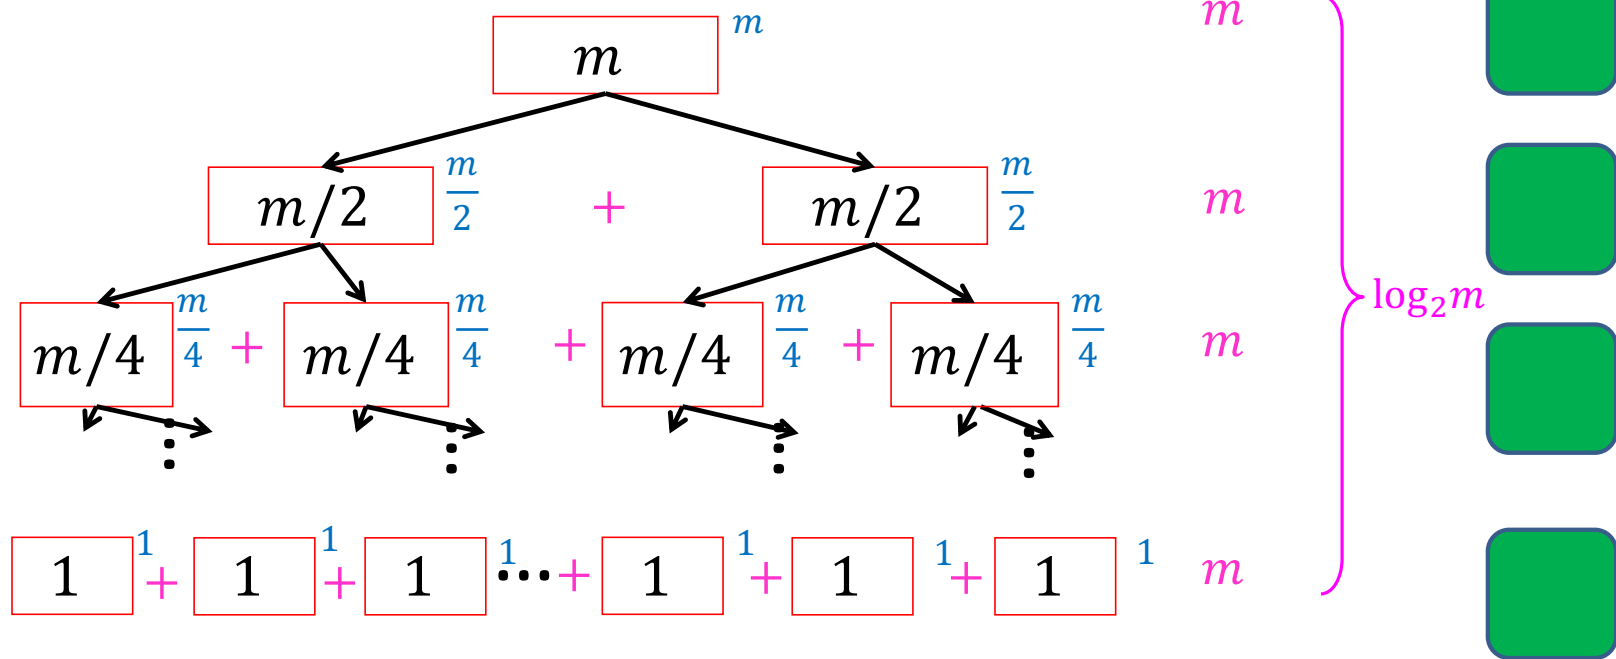 m m m
m/2 m/2 + m/2 m/2 m
log₂m
m/4 m/4 + m/4 m/4 + m/4 m/4 + m/4 m/4 m
⋮ ⋮ ⋮ ⋮
1 1 + 1 1 + 1 1 ⋯ + 1 1 + 1 1 + 1 1 m